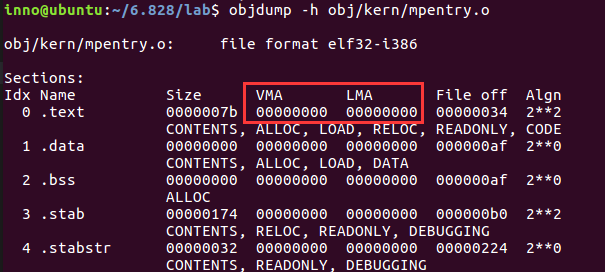 inno@ubuntu:~/6.828/lab$ objdump -h obj/kern/mpentry.o
obj/kern/mpentry.o:     file format elf32-i386
Sections:
Idx Name          Size      VMA       LMA       File off  Algn
  0 .text         0000007b  00000000  00000000  00000034  2**2
                  CONTENTS, ALLOC, LOAD, RELOC, READONLY, CODE
  1 .data         00000000  00000000  00000000  000000af  2**0
                  CONTENTS, ALLOC, LOAD, DATA
  2 .bss          00000000  00000000  00000000  000000af  2**0
                  ALLOC
  3 .stab         00000174  00000000  00000000  000000b0  2**2
                  CONTENTS, RELOC, READONLY, DEBUGGING
  4 .stabstr      00000032  00000000  00000000  00000224  2**0
                  CONTENTS, READONLY, DEBUGGING